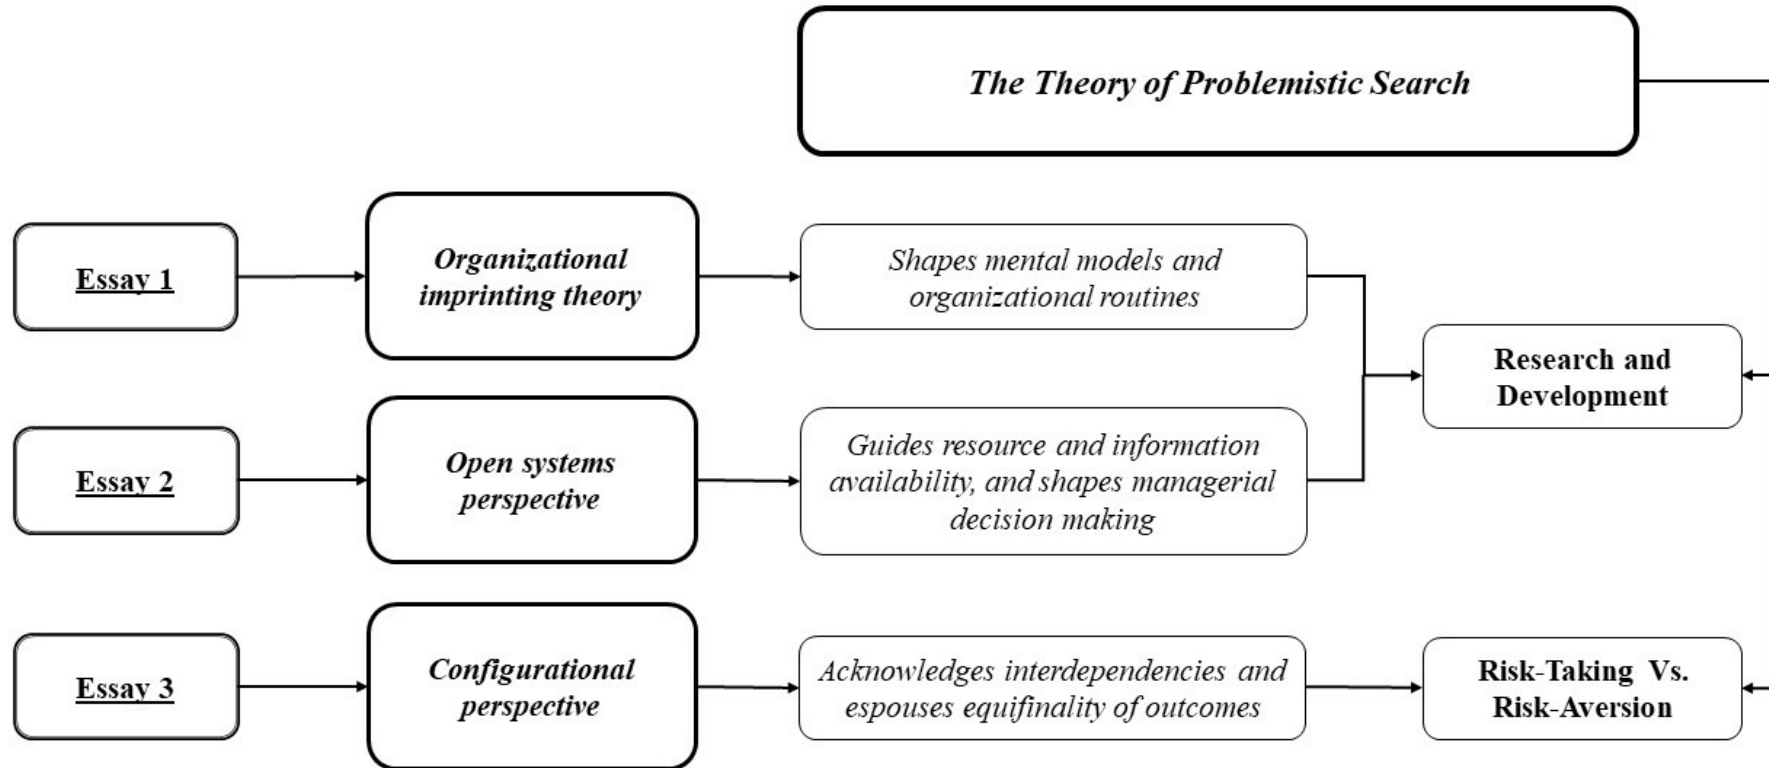 The Theory of Problemistic Search
Essay 1
Organizational
imprinting theory
Shapes mental models and
organizational routines
Research and
Development
Essay 2
Open systems
perspective
Guides resource and information
availability, and shapes managerial
decision making
Essay 3
Configurational
perspective
Acknowledges interdependencies and
espouses equifinality of outcomes
Risk-Taking Vs.
Risk-Aversion